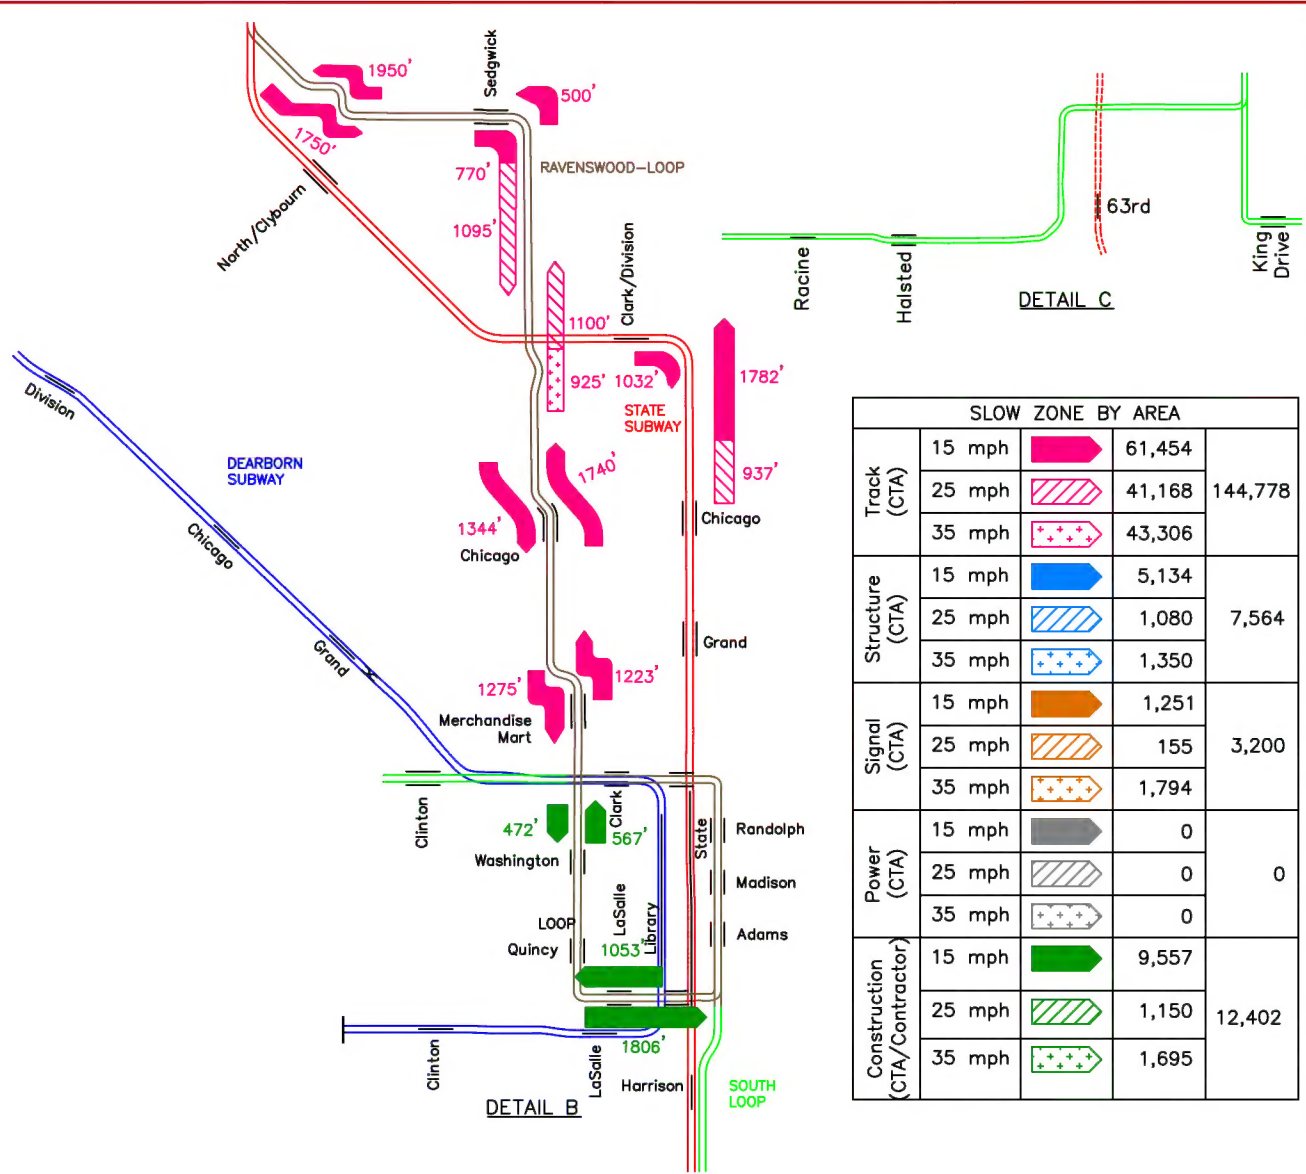 1950'
Sedgwick
500'
1750'
770'
RAVENSWOOD-LOOP
North/Clybourn
1095'
Clark/Division
1100'
925'
1032'
1782'
STATE
SUBWAY
937'
Division
DEARBORN
SUBWAY
1740'
1344'
Chicago
Chicago
Chicago
Grand
Grand
1275'
1223'
Merchandise
Mart
Clinton
Clark
State
472'
567'
Randolph
Washington
Madison
LOOP
LaSalle
Library
Adams
Quincy
1053'
1806'
Clinton
LaSalle
Harrison
SOUTH
LOOP
DETAIL B
63rd
Racine
Halsted
King
Drive
DETAIL C
SLOW ZONE BY AREA
Track
(CTA)
15 mph 61,454
25 mph 41,168 144,778
35 mph 43,306
Structure
(CTA)
15 mph 5,134
25 mph 1,080 7,564
35 mph 1,350
Signal
(CTA)
15 mph 1,251
25 mph 155 3,200
35 mph 1,794
Power
(CTA)
15 mph 0
25 mph 0 0
35 mph 0
Construction
(CTA/Contractor)
15 mph 9,557
25 mph 1,150 12,402
35 mph 1,695